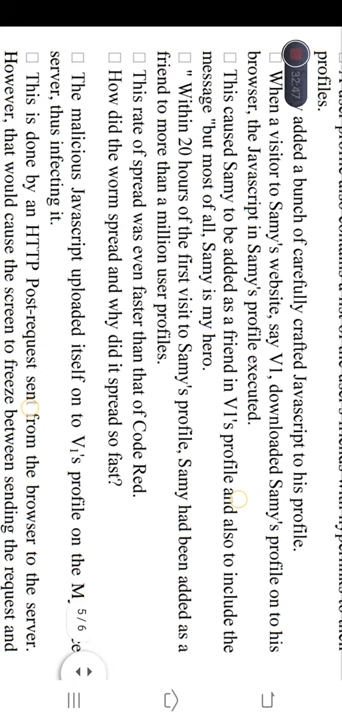 profiles.
added a bunch of carefully crafted Javascript to his profile.
□ When a visitor to Samy's website, say V1, downloaded Samy's profile on to his
browser, the Javascript in Samy's profile executed.
□ This caused Samy to be added as a friend in V1's profile and also to include the
message "but most of all, Samy is my hero.
□ " Within 20 hours of the first visit to Samy's profile, Samy had been added as a
friend to more than a million user profiles.
□ This rate of spread was even faster than that of Code Red.
□ How did the worm spread and why did it spread so fast?
□ The malicious Javascript uploaded itself on to V1's profile on the
server, thus infecting it.
□ This is done by an HTTP Post-request sent from the browser to the server.
However, that would cause the screen to freeze between sending the request and
32:47
5/6